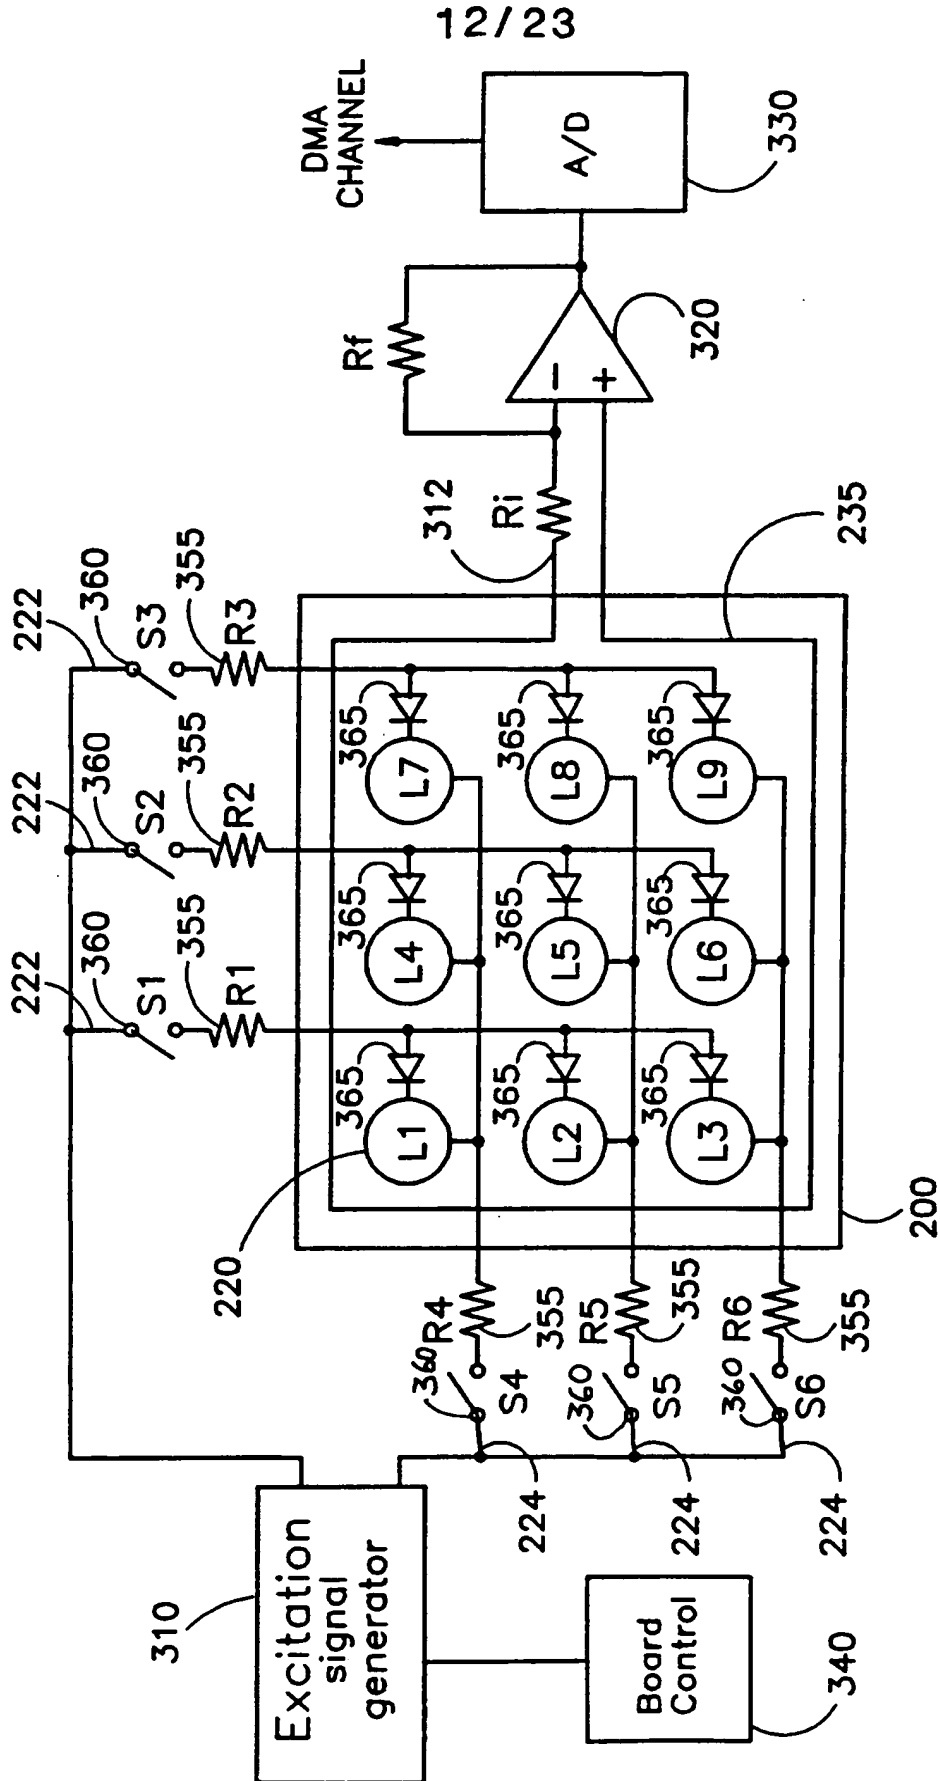 12/23
DMA
CHANNEL
A/D
330
Rf
320
−
+
312
Ri
235
222
360
S3
355
R3
222
360
S2
355
R2
222
360
S1
355
R1
365
L7
365
L8
365
L9
365
L4
365
L5
365
L6
365
L1
365
L2
365
L3
220
200
R4
355
360
S4
224
R5
355
360
S5
224
R6
355
360
S6
224
310
Excitation
signal
generator
Board
Control
340